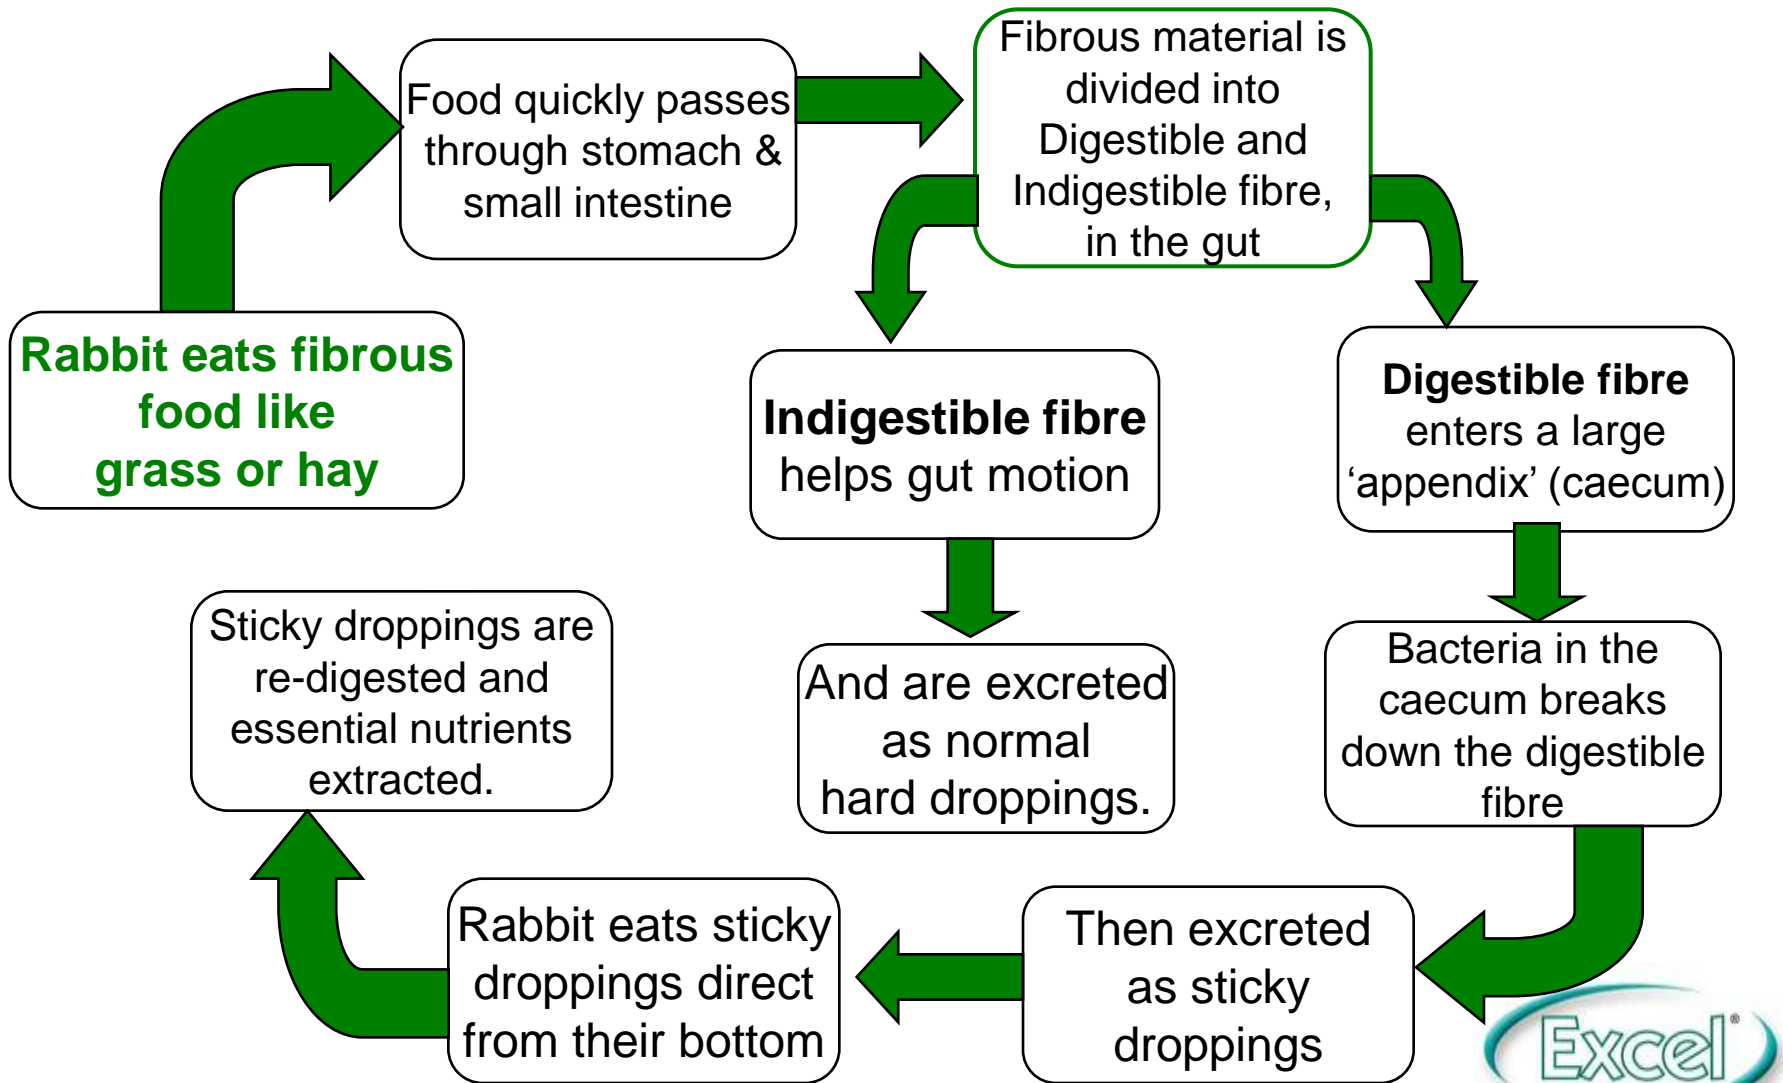 Rabbit eats fibrous
food like
grass or hay
Food quickly passes
through stomach &
small intestine
Fibrous material is
divided into
Digestible and
Indigestible fibre,
in the gut
Indigestible fibre
helps gut motion
And are excreted
as normal
hard droppings.
Digestible fibre
enters a large
‘appendix’ (caecum)
Bacteria in the
caecum breaks
down the digestible
fibre
Then excreted
as sticky
droppings
Rabbit eats sticky
droppings direct
from their bottom
Sticky droppings are
re-digested and
essential nutrients
extracted.
Excel®